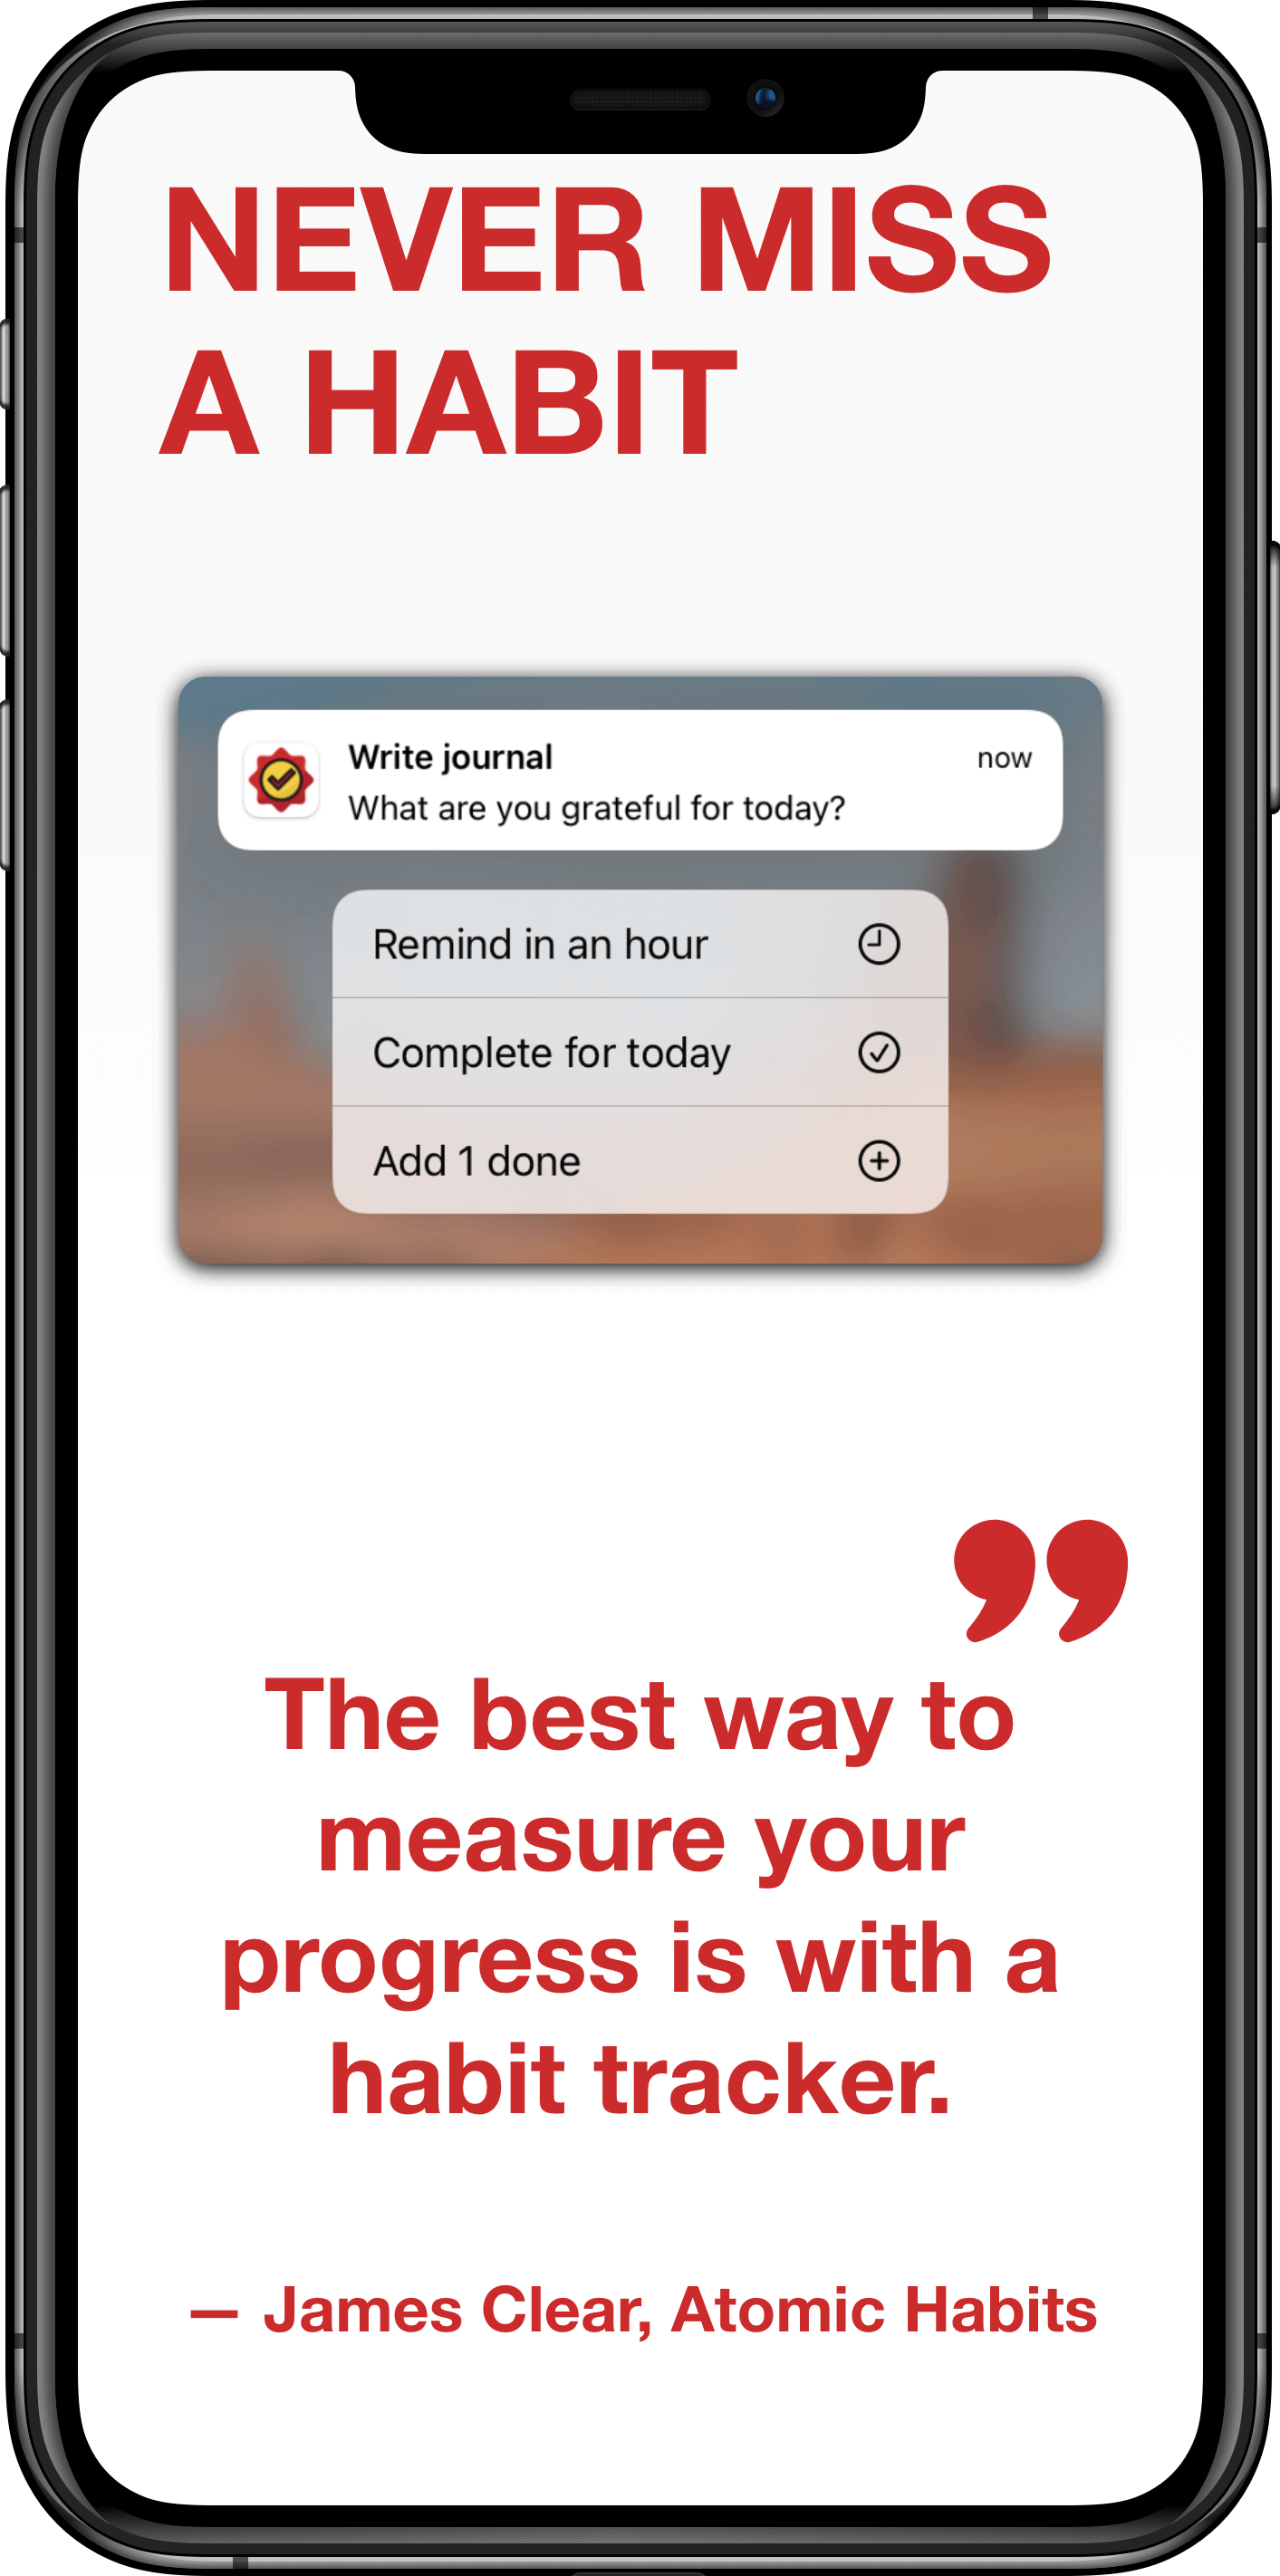 NEVER MISS
A HABIT
Write journal
now
What are you grateful for today?
Remind in an hour
Complete for today
Add 1 done
”
The best way to
measure your
progress is with a
habit tracker.
— James Clear, Atomic Habits